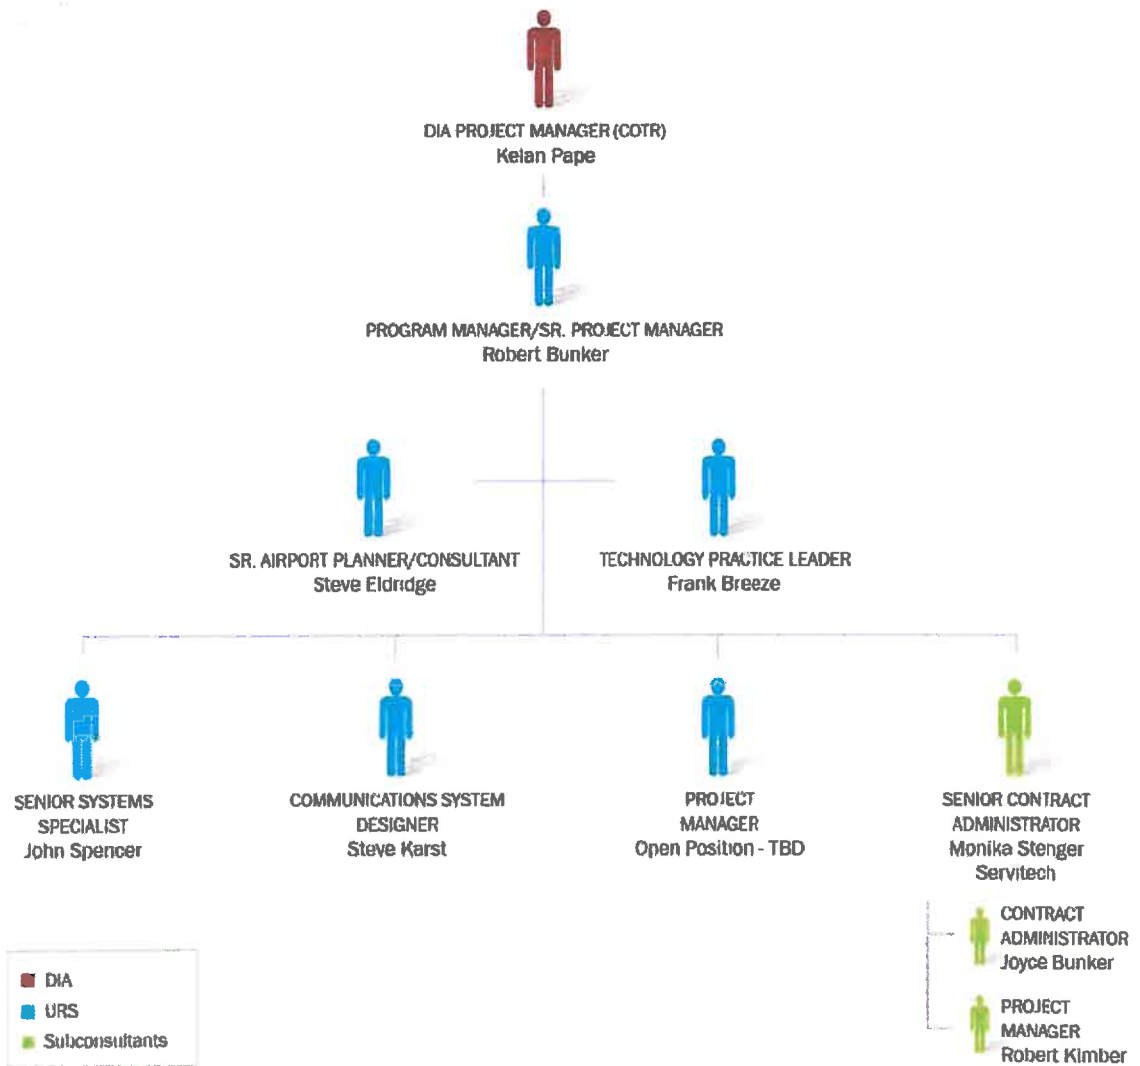 DIA PROJECT MANAGER (COTR)
Kelan Pape
PROGRAM MANAGER/SR. PROJECT MANAGER
Robert Bunker
SR. AIRPORT PLANNER/CONSULTANT
Steve Eldridge
TECHNOLOGY PRACTICE LEADER
Frank Breeze
SENIOR SYSTEMS
SPECIALIST
John Spencer
COMMUNICATIONS SYSTEM
DESIGNER
Steve Karst
PROJECT
MANAGER
Open Position - TBD
SENIOR CONTRACT
ADMINISTRATOR
Monika Stenger
Servitech
CONTRACT
ADMINISTRATOR
Joyce Bunker
PROJECT
MANAGER
Robert Kimber
DIA
URS
Subconsultants